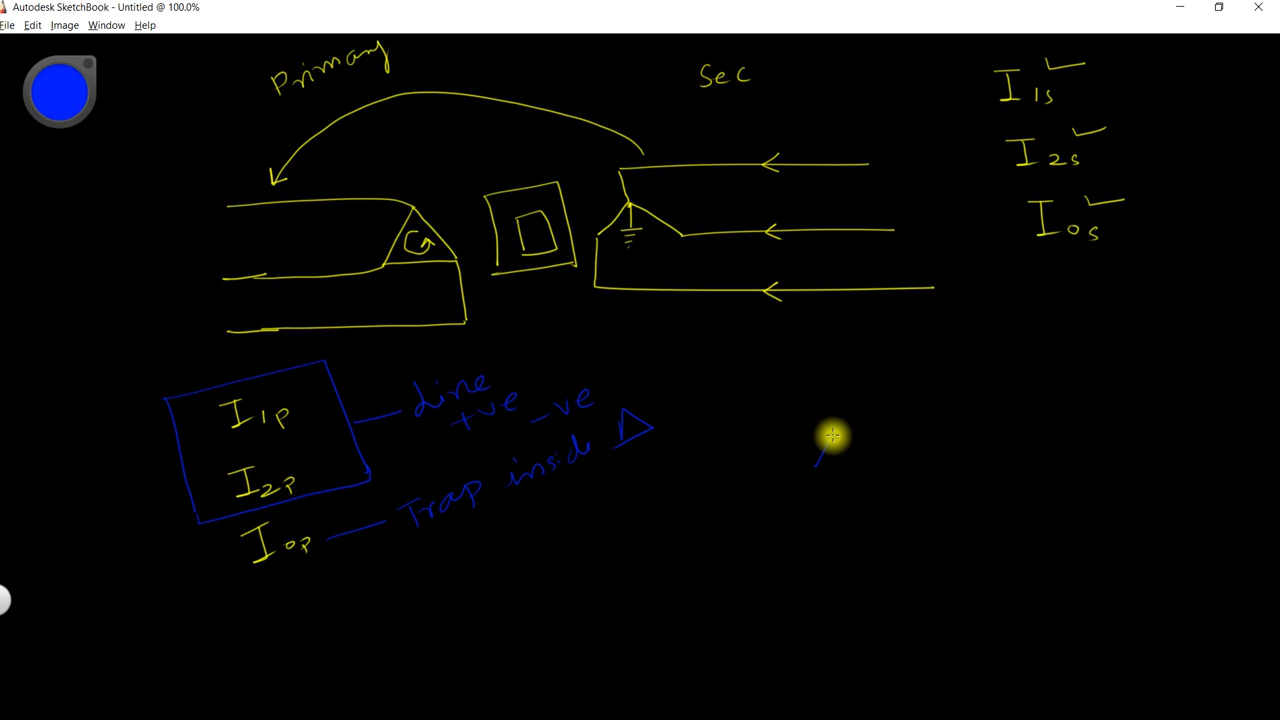 Autodesk SketchBook - Untitled @ 100.0%
File Edit Image Window Help
Primary
Sec
I1s
I2s
I0s
I1P
I2P
I0P
Line
+ve -ve
Trap inside Δ